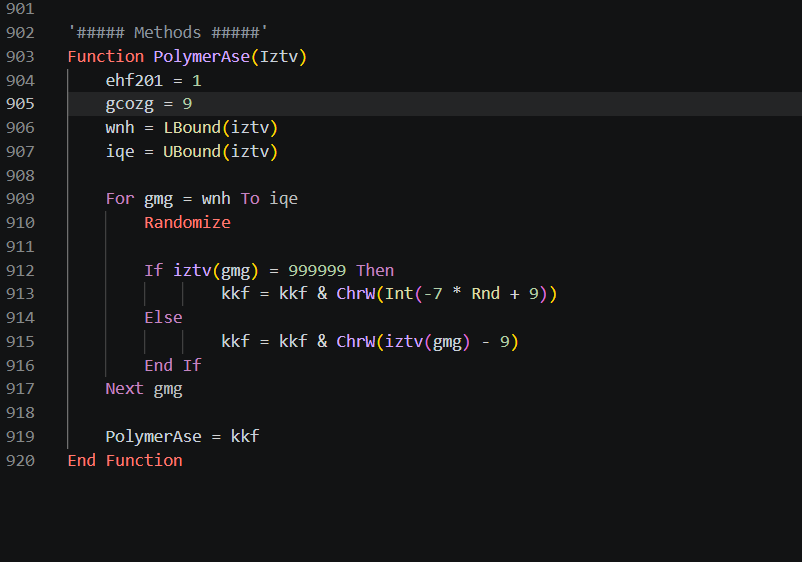 901
902 '##### Methods #####'
903 Function PolymerAse(Iztv)
904 ehf201 = 1
905 gcozg = 9
906 wnh = LBound(iztv)
907 iqe = UBound(iztv)
908
909 For gmg = wnh To iqe
910 Randomize
911
912 If iztv(gmg) = 999999 Then
913 kkf = kkf & ChrW(Int(-7 * Rnd + 9))
914 Else
915 kkf = kkf & ChrW(iztv(gmg) - 9)
916 End If
917 Next gmg
918
919 PolymerAse = kkf
920 End Function